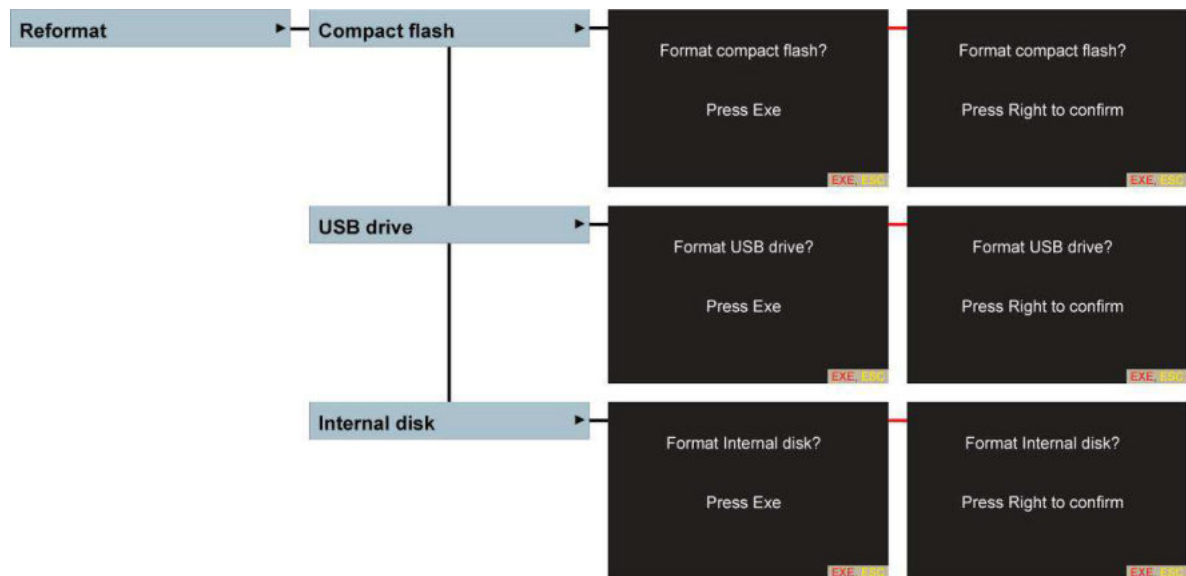 Reformat
Compact flash
Format compact flash?
Press Exe
EXE, ESC
Format compact flash?
Press Right to confirm
EXE, ESC
USB drive
Format USB drive?
Press Exe
EXE, ESC
Format USB drive?
Press Right to confirm
EXE, ESC
Internal disk
Format Internal disk?
Press Exe
EXE, ESC
Format Internal disk?
Press Right to confirm
EXE, ESC